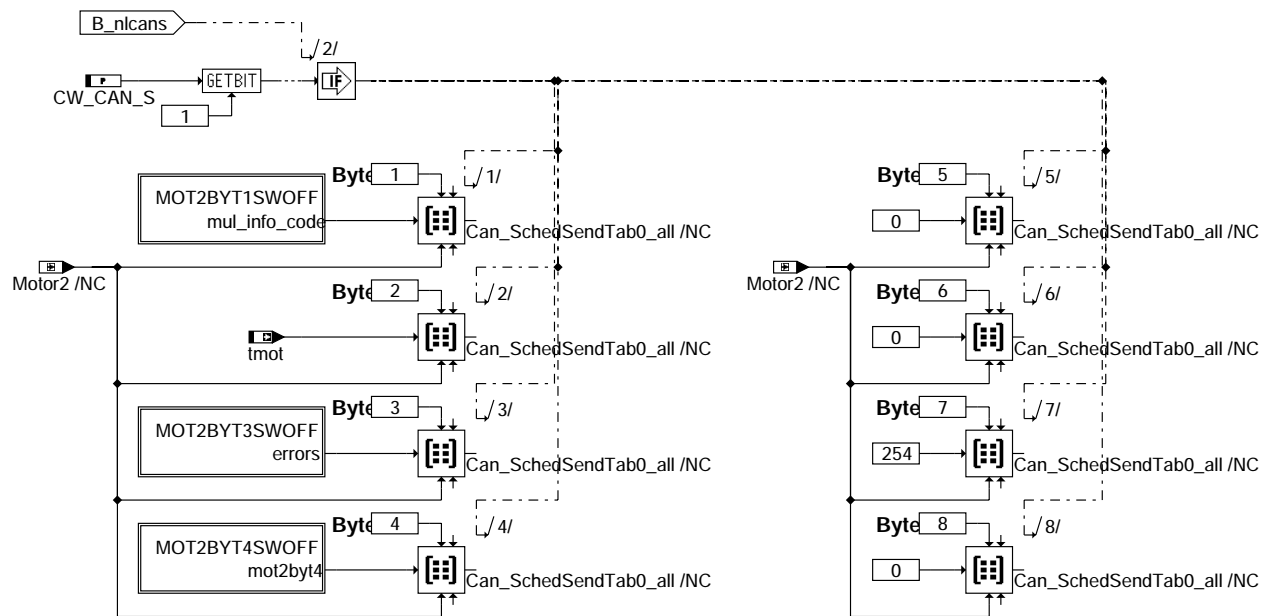 B_nlcans
/2/
GETBIT
IF
CW_CAN_S
1
Byte 1
/1/
MOT2BYT1SWOFF
mul_info_code
Can_SchedSendTab0_all /NC
Motor2 /NC
Byte 2
/2/
tmot
Can_SchedSendTab0_all /NC
Byte 3
/3/
MOT2BYT3SWOFF
errors
Can_SchedSendTab0_all /NC
Byte 4
/4/
MOT2BYT4SWOFF
mot2byt4
Can_SchedSendTab0_all /NC
Byte 5
/5/
0
Can_SchedSendTab0_all /NC
Motor2 /NC
Byte 6
/6/
0
Can_SchedSendTab0_all /NC
Byte 7
/7/
254
Can_SchedSendTab0_all /NC
Byte 8
/8/
0
Can_SchedSendTab0_all /NC